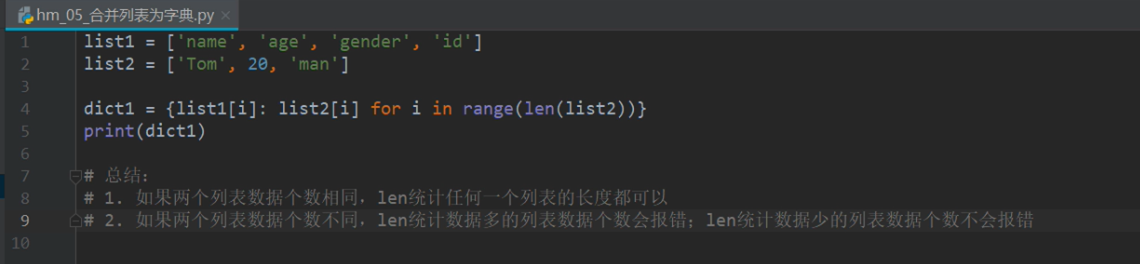 hm_05_合并列表为字典.py
1 list1 = ['name', 'age', 'gender', 'id']
2 list2 = ['Tom', 20, 'man']
3
4 dict1 = {list1[i]: list2[i] for i in range(len(list2))}
5 print(dict1)
6
7 # 总结：
8 # 1. 如果两个列表数据个数相同，len统计任何一个列表的长度都可以
9 # 2. 如果两个列表数据个数不同，len统计数据多的列表数据个数会报错；len统计数据少的列表数据个数不会报错
10